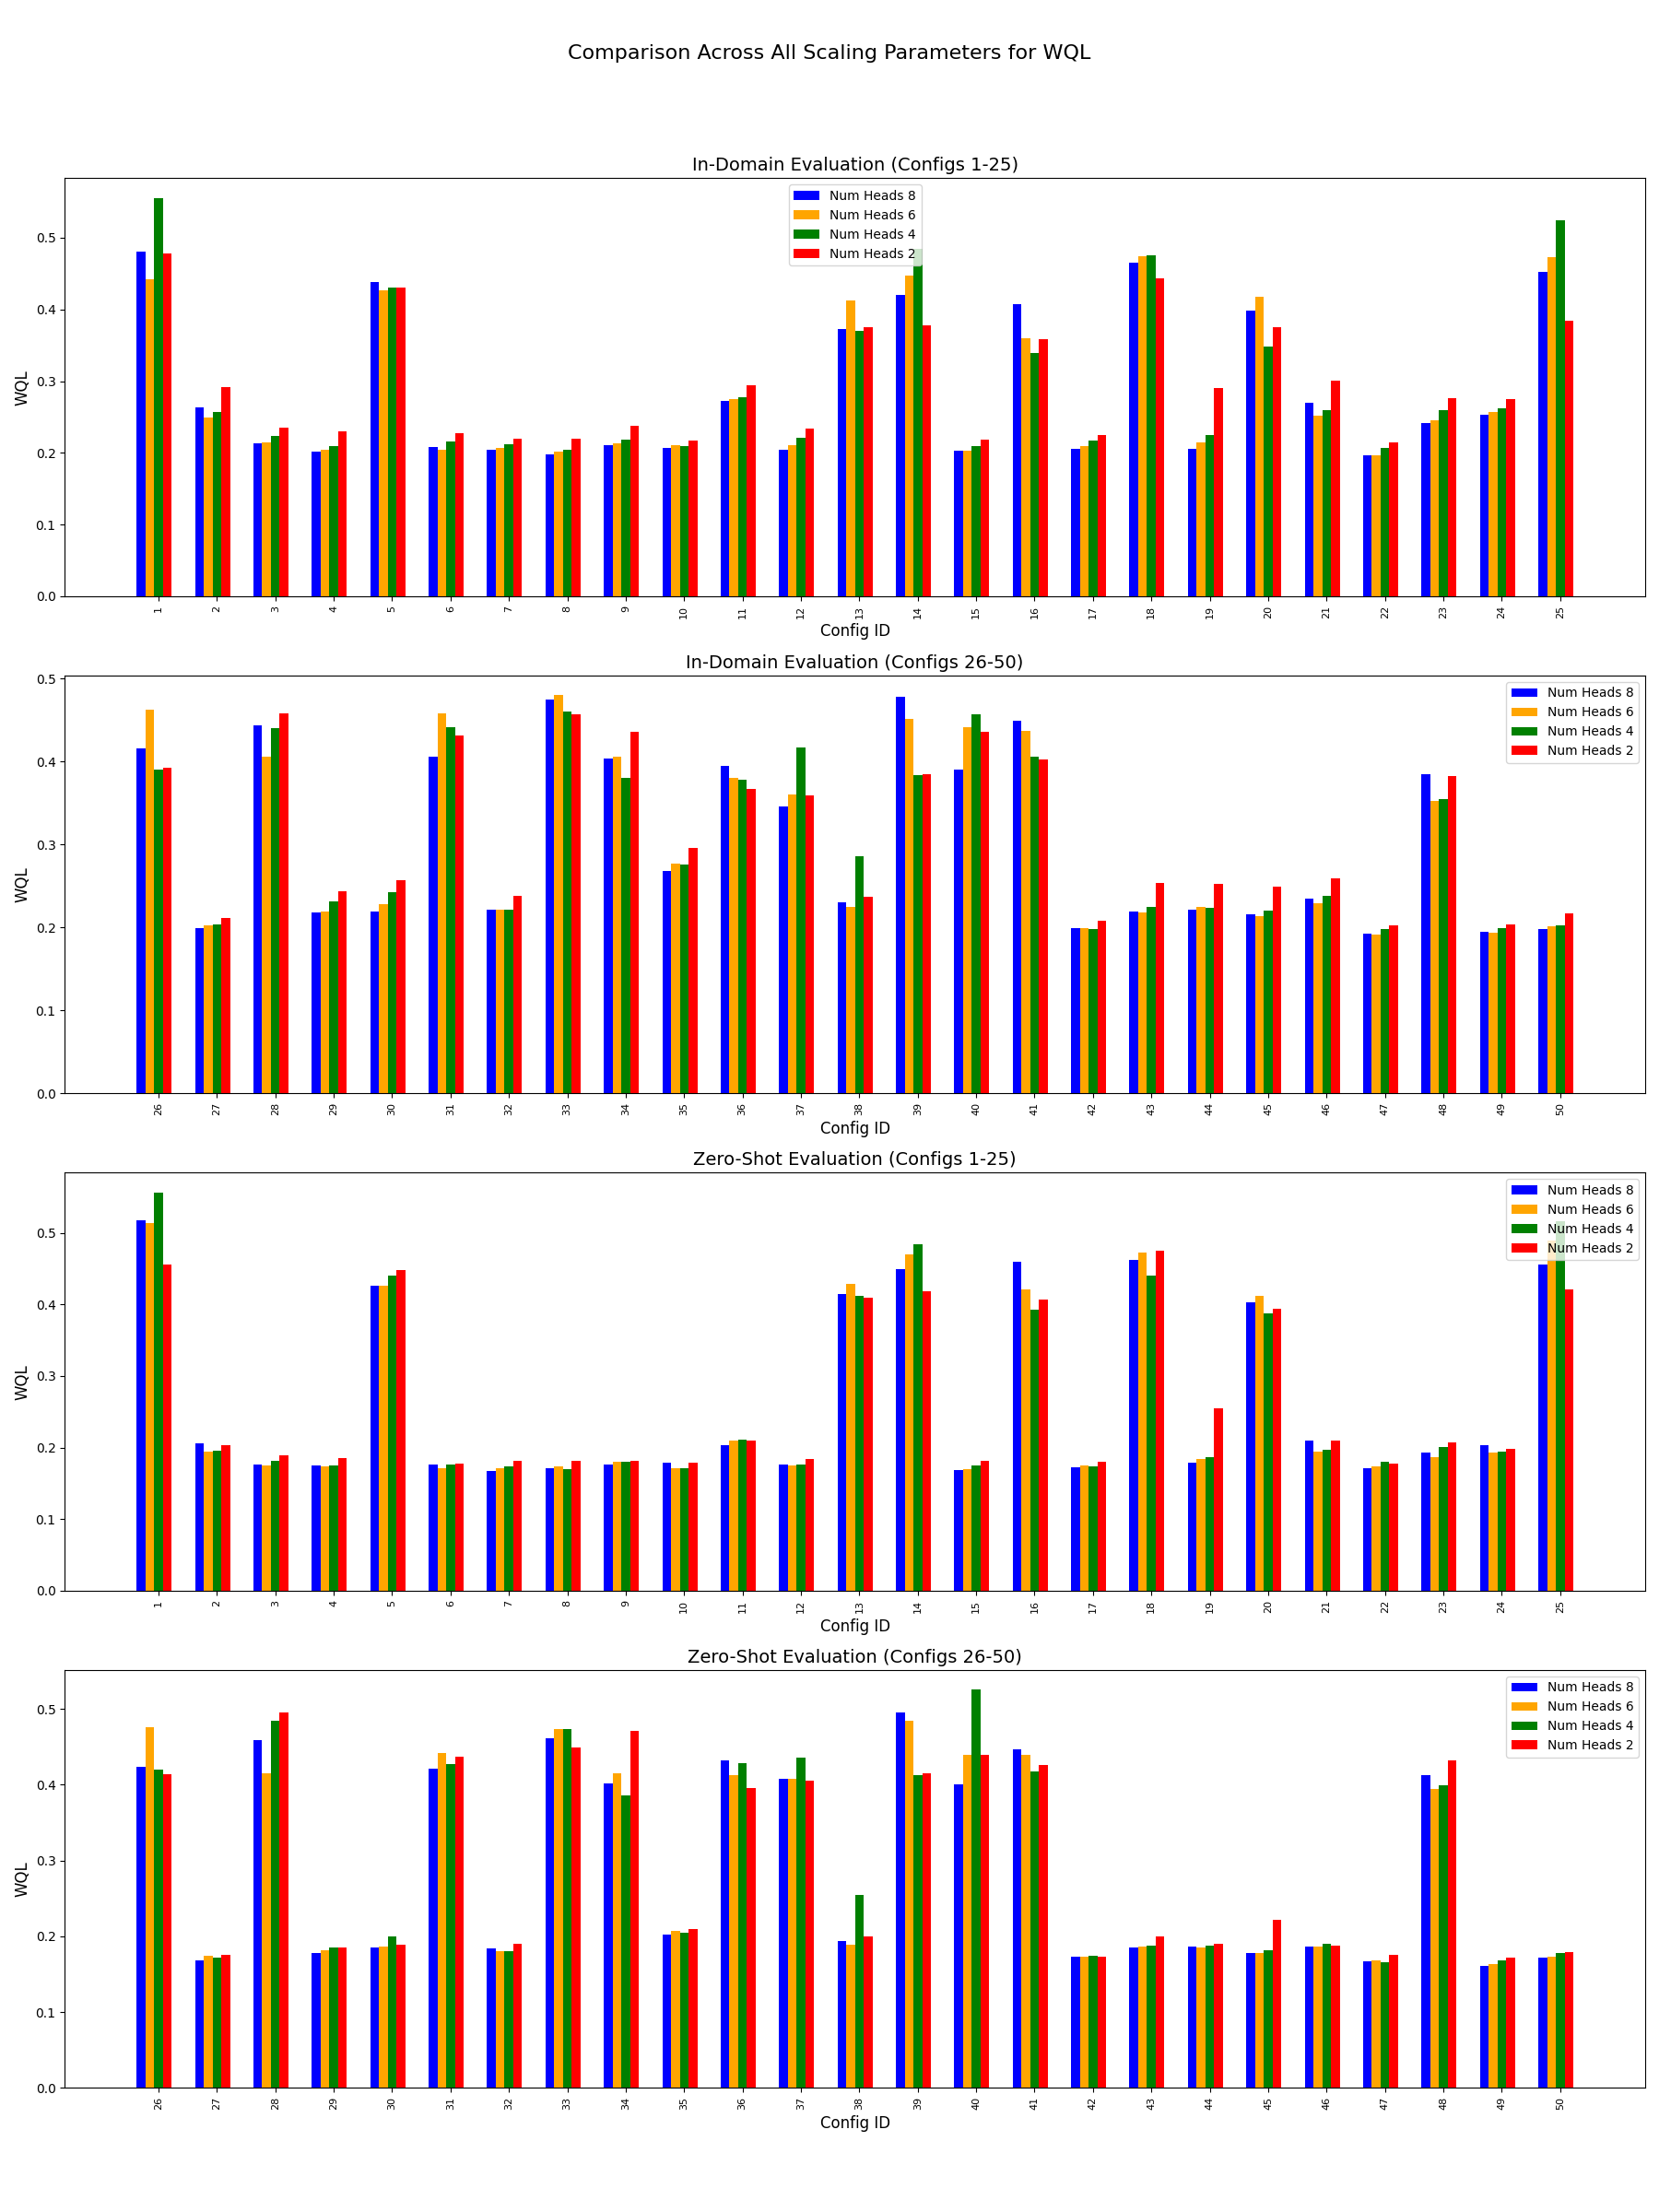 Comparison Across All Scaling Parameters for WQL
In-Domain Evaluation (Configs 1-25)
Num Heads 8
Num Heads 6
Num Heads 4
Num Heads 2
WQL
0.5
0.4
0.3
0.2
0.1
0.0
1 2 3 4 5 6 7 8 9 10 11 12 13 14 15 16 17 18 19 20 21 22 23 24 25
Config ID
In-Domain Evaluation (Configs 26-50)
Num Heads 8
Num Heads 6
Num Heads 4
Num Heads 2
WQL
0.5
0.4
0.3
0.2
0.1
0.0
26 27 28 29 30 31 32 33 34 35 36 37 38 39 40 41 42 43 44 45 46 47 48 49 50
Config ID
Zero-Shot Evaluation (Configs 1-25)
Num Heads 8
Num Heads 6
Num Heads 4
Num Heads 2
WQL
0.5
0.4
0.3
0.2
0.1
0.0
1 2 3 4 5 6 7 8 9 10 11 12 13 14 15 16 17 18 19 20 21 22 23 24 25
Config ID
Zero-Shot Evaluation (Configs 26-50)
Num Heads 8
Num Heads 6
Num Heads 4
Num Heads 2
WQL
0.5
0.4
0.3
0.2
0.1
0.0
26 27 28 29 30 31 32 33 34 35 36 37 38 39 40 41 42 43 44 45 46 47 48 49 50
Config ID